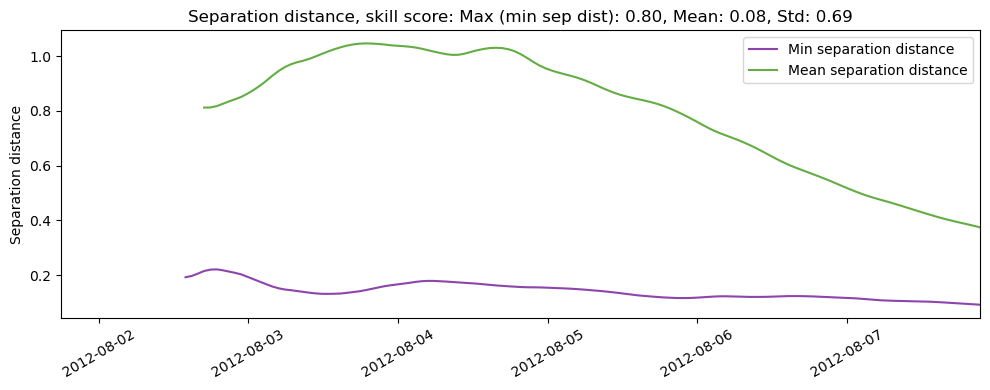 Separation distance, skill score: Max (min sep dist): 0.80, Mean: 0.08, Std: 0.69
Min separation distance
Mean separation distance
Separation distance
1.0
0.8
0.6
0.4
0.2
2012-08-02
2012-08-03
2012-08-04
2012-08-05
2012-08-06
2012-08-07